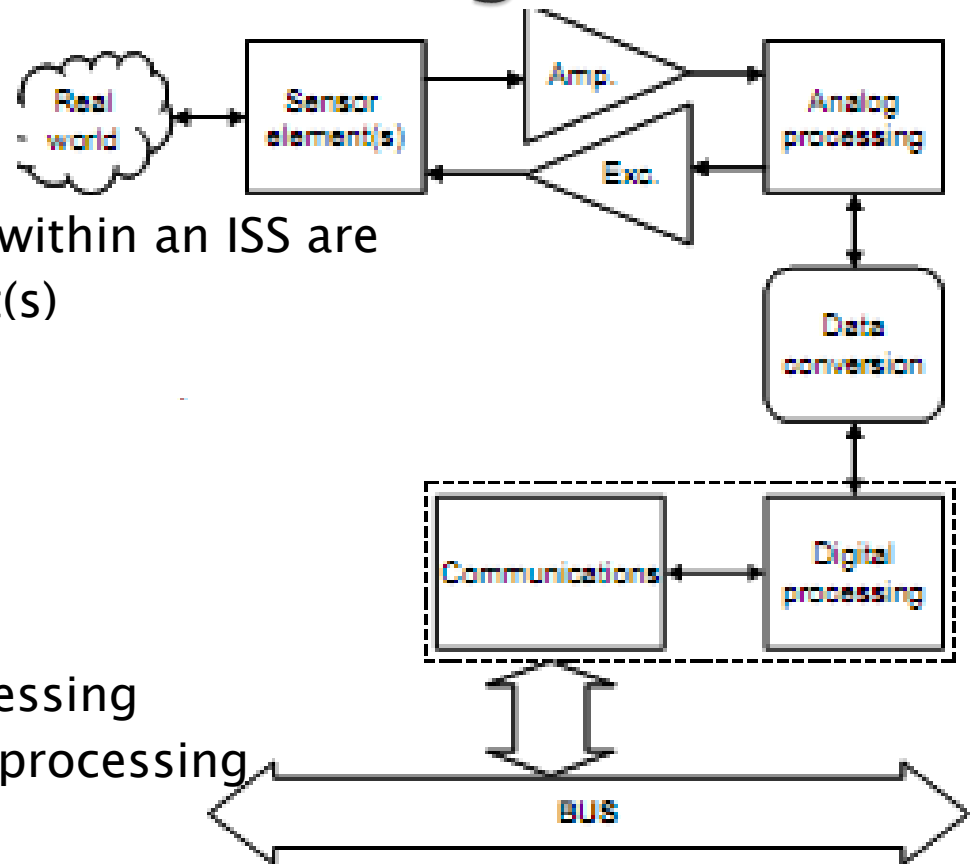 Real
world
Sensor
element(s)
Amp.
Exc.
Analog
processing
within an ISS are
(s)
Data
conversion
Communications
Digital
processing
essing
processing
BUS